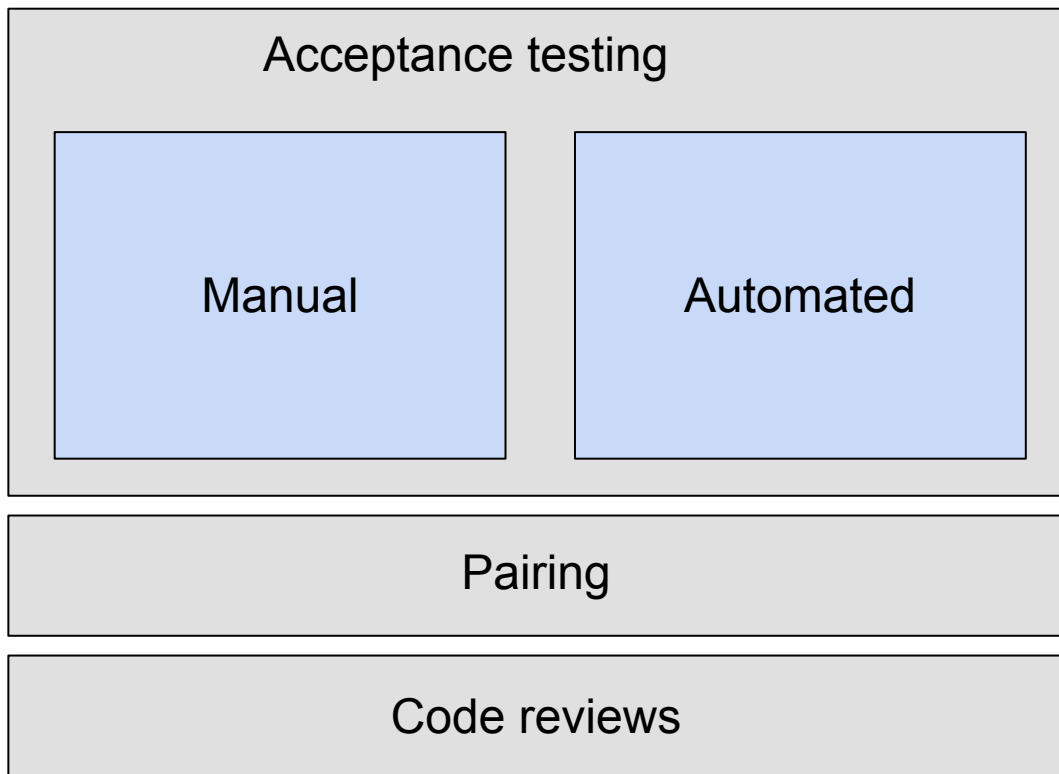 Acceptance testing
Manual
Automated
Pairing
Code reviews